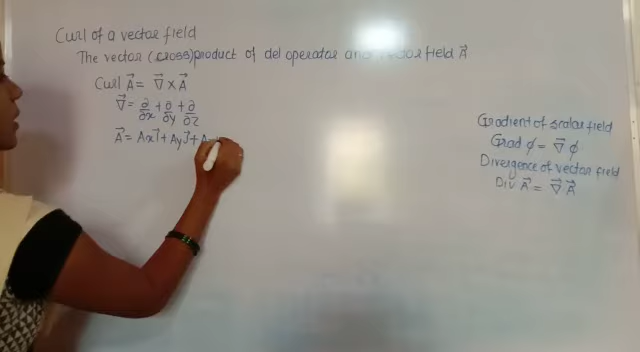 Curl of a vector field
The vector (cross)product of del operator and field A⃗
Curl A⃗ = ∇⃗ × A⃗
∇⃗ = ∂/∂x + ∂/∂y + ∂/∂z
A⃗ = Ax i⃗ + Ay j⃗ + A
Gradient of scalar field
Grad ϕ = ∇⃗ ϕ
Divergence of vector field
Div A⃗ = ∇⃗ A⃗